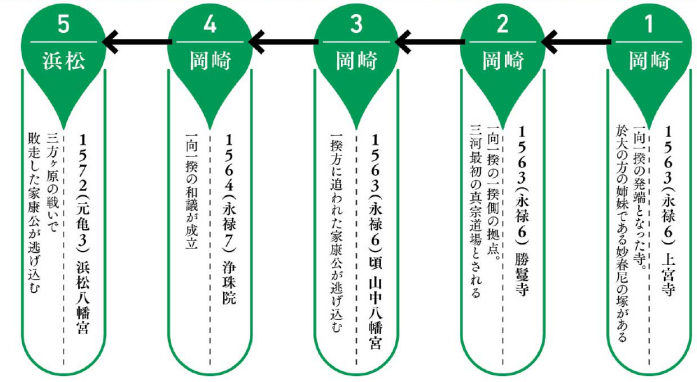 1
岡崎
1563(永禄6) 上宮寺
一向一揆の発端となった寺。
於大の方の姉妹である妙春尼の塚がある
2
岡崎
1563(永禄6) 勝鬘寺
一向一揆の一揆側の拠点。
三河最初の真宗道場とされる
3
岡崎
1563(永禄6)頃 山中八幡宮
一揆方に追われた家康公が逃げ込む
4
岡崎
1564(永禄7) 浄珠院
一向一揆の和議が成立
5
浜松
1572(元亀3) 浜松八幡宮
三方ヶ原の戦いで
敗走した家康公が逃げ込む